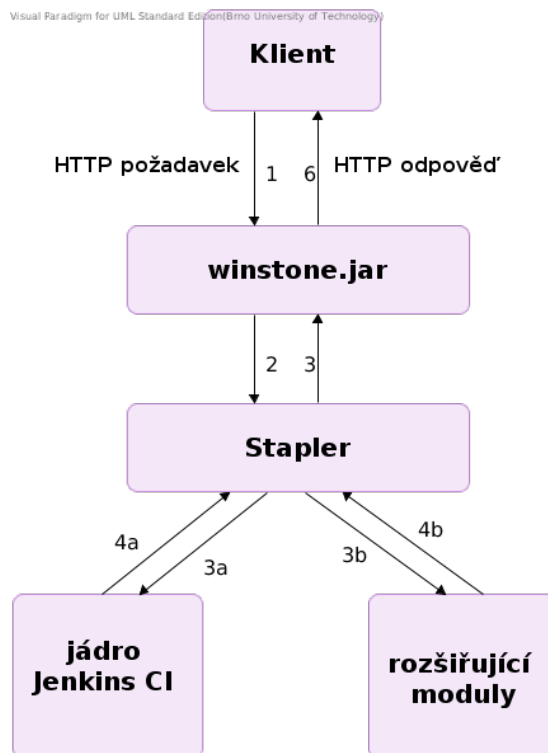 Visual Paradigm for UML Standard Edition(Brno University of Technology)
Klient
HTTP požadavek
1
6
HTTP odpověď
winstone.jar
2
3
Stapler
4a
3a
3b
4b
jádro
Jenkins CI
rozšiřující
moduly